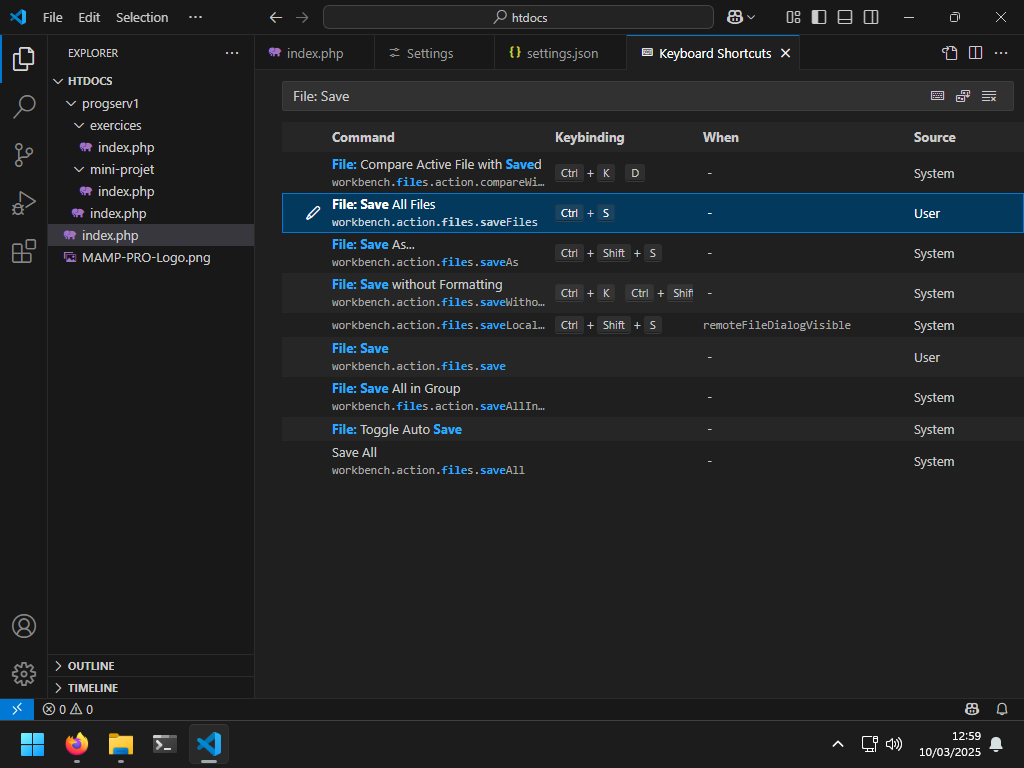 File Edit Selection ··· htdocs
EXPLORER ···
index.php Settings settings.json Keyboard Shortcuts
HTDOCS
progserv1
exercices
index.php
mini-projet
index.php
index.php
index.php
MAMP-PRO-Logo.png
OUTLINE
TIMELINE
File: Save
Command Keybinding When Source
File: Compare Active File with Saved
workbench.files.action.compareWi… Ctrl + K D - System
File: Save All Files
workbench.action.files.saveFiles Ctrl + S - User
File: Save As...
workbench.action.files.saveAs Ctrl + Shift + S - System
File: Save without Formatting
workbench.action.files.saveWitho… Ctrl + K Ctrl + Shif - System
workbench.action.files.saveLocal… Ctrl + Shift + S remoteFileDialogVisible System
File: Save
workbench.action.files.save - User
File: Save All in Group
workbench.files.action.saveAllIn… - System
File: Toggle Auto Save - System
Save All
workbench.action.files.saveAll - System
0 0
12:59
10/03/2025